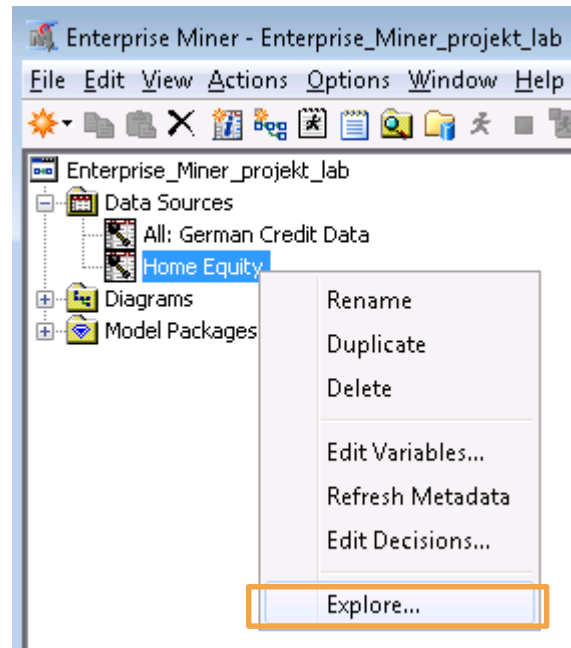 Enterprise Miner - Enterprise_Miner_projekt_lab
File Edit View Actions Options Window Help
Enterprise_Miner_projekt_lab
Data Sources
All: German Credit Data
Home Equity
Diagrams
Model Packages
Rename
Duplicate
Delete
Edit Variables...
Refresh Metadata
Edit Decisions...
Explore...